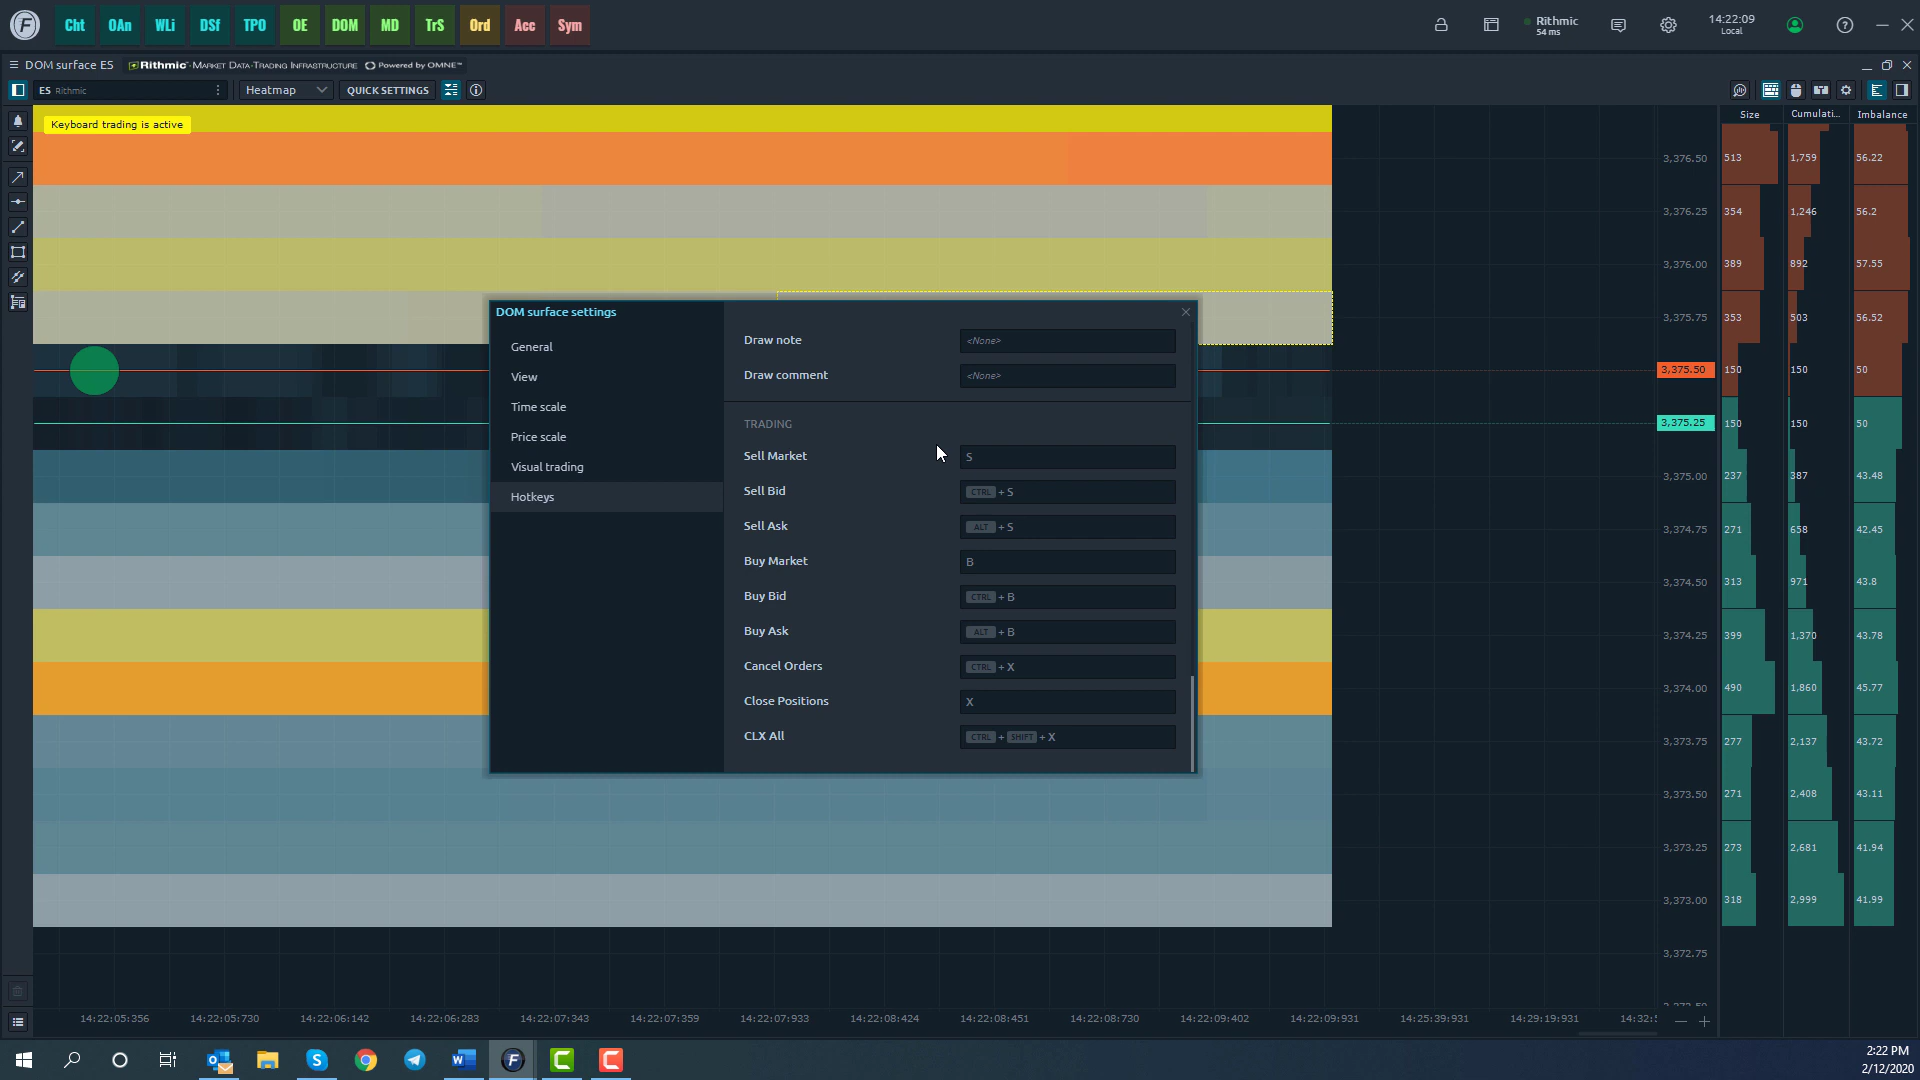 Cht OAn WLi DSf TPO OE DOM MD TrS Ord Acc Sym
Rithmic
54 ms
14:22:09
Local
DOM surface ES
Rithmic - Market Data - Trading Infrastructure
Powered by OMNE™
ES Rithmic
Heatmap
QUICK SETTINGS
Keyboard trading is active
Size Cumulati... Imbalance
3,376.50 513 1,759 56.22
3,376.25 354 1,246 56.2
3,376.00 389 892 57.55
3,375.75 353 503 56.52
3,375.50 150 150 50
3,375.25 150 150 50
3,375.00 237 387 43.48
3,374.75 271 658 42.45
3,374.50 313 971 43.8
3,374.25 399 1,370 43.78
3,374.00 490 1,860 45.77
3,373.75 277 2,137 43.72
3,373.50 271 2,408 43.11
3,373.25 273 2,681 41.94
3,373.00 318 2,999 41.99
3,372.75
DOM surface settings
General
View
Time scale
Price scale
Visual trading
Hotkeys
Draw note <None>
Draw comment <None>
TRADING
Sell Market S
Sell Bid CTRL + S
Sell Ask ALT + S
Buy Market B
Buy Bid CTRL + B
Buy Ask ALT + B
Cancel Orders CTRL + X
Close Positions X
CLX All CTRL + SHIFT + X
14:22:05:356 14:22:05:730 14:22:06:142 14:22:06:283 14:22:07:343 14:22:07:359 14:22:07:933 14:22:08:424 14:22:08:451 14:22:08:730 14:22:09:402 14:22:09:931 14:25:39:931 14:29:19:931 14:32:5
2:22 PM
2/12/2020